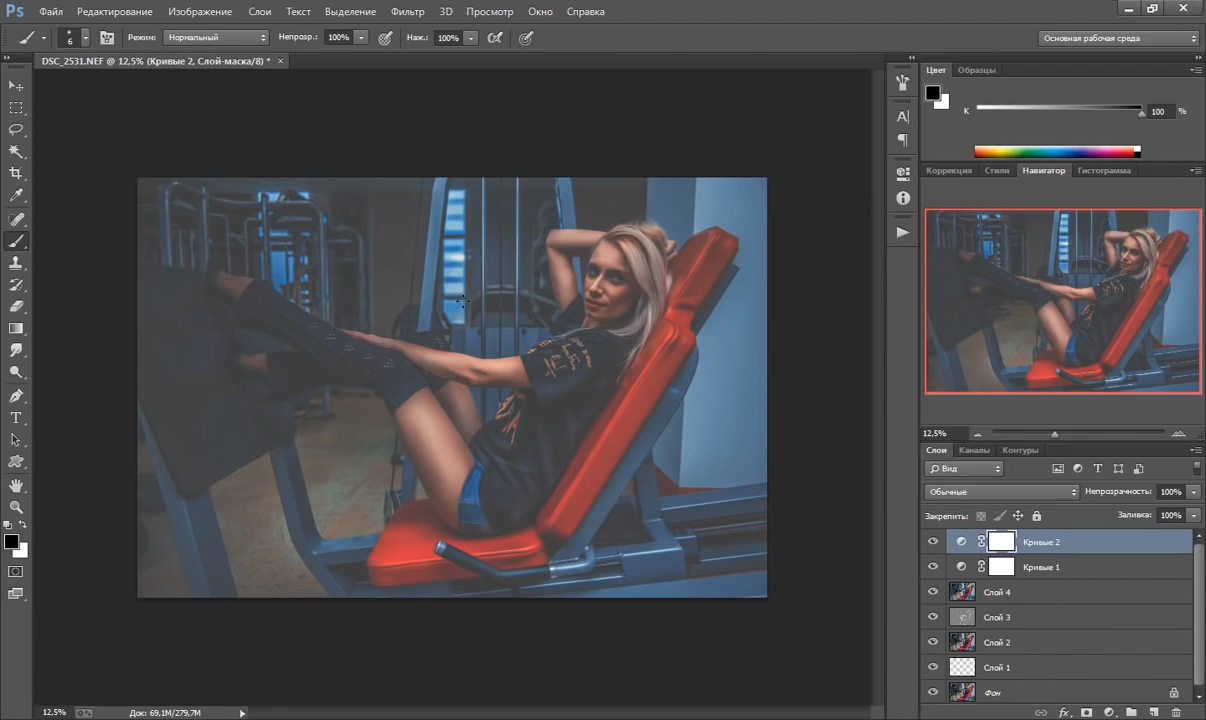 Ps Файл Редактирование Изображение Слои Текст Выделение Фильтр 3D Просмотр Окно Справка
6 Режим: Нормальный Непрозр.: 100% Наж.: 100% Основная рабочая среда
DSC_2531.NEF @ 12,5% (Кривые 2, Слой-маска/8) * ×
Цвет Образцы
K 100 %
Коррекция Стили Навигатор Гистограмма
12,5%
Слои Каналы Контуры
Вид
Обычные Непрозрачность: 100%
Закрепить: Заливка: 100%
Кривые 2
Кривые 1
Слой 4
Слой 3
Слой 2
Слой 1
Фон
12,5% Док: 69,1M/279,7M